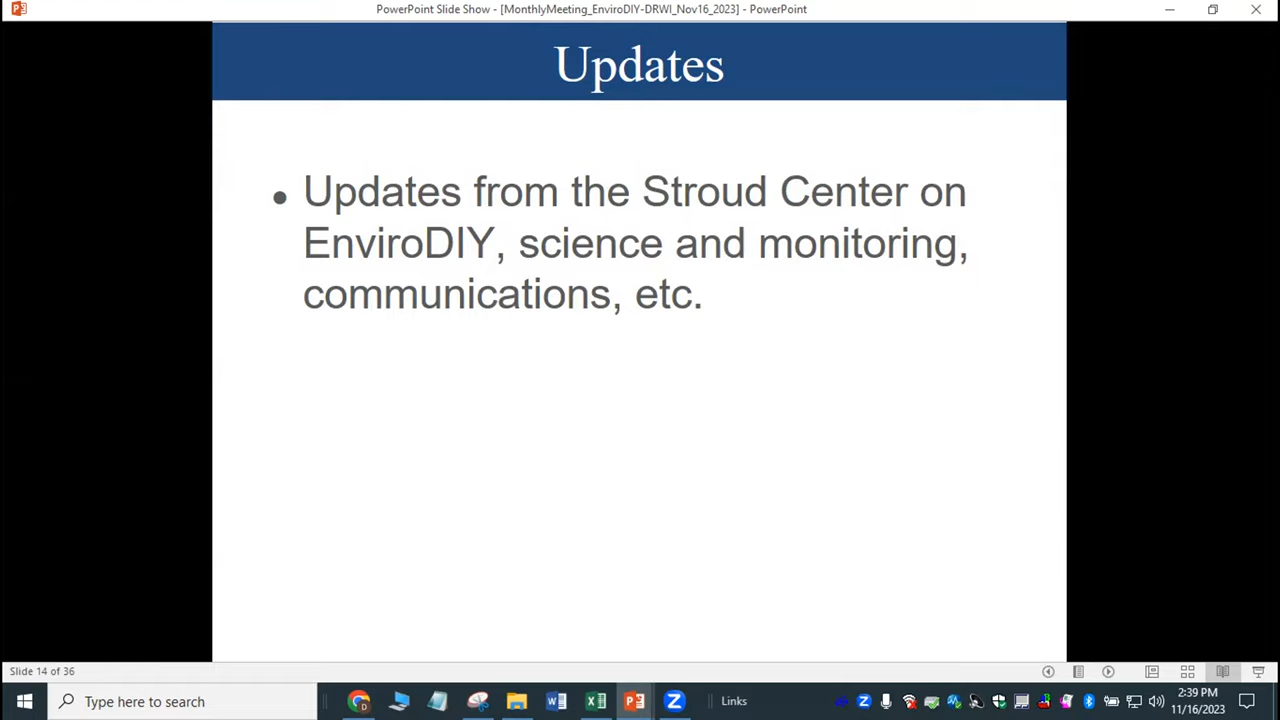 PowerPoint Slide Show - [MonthlyMeeting_EnviroDIY-DRWI_Nov16_2023] - PowerPoint
Updates
• Updates from the Stroud Center on
EnviroDIY, science and monitoring,
communications, etc.
Slide 14 of 36
Type here to search
Links
2:39 PM
11/16/2023